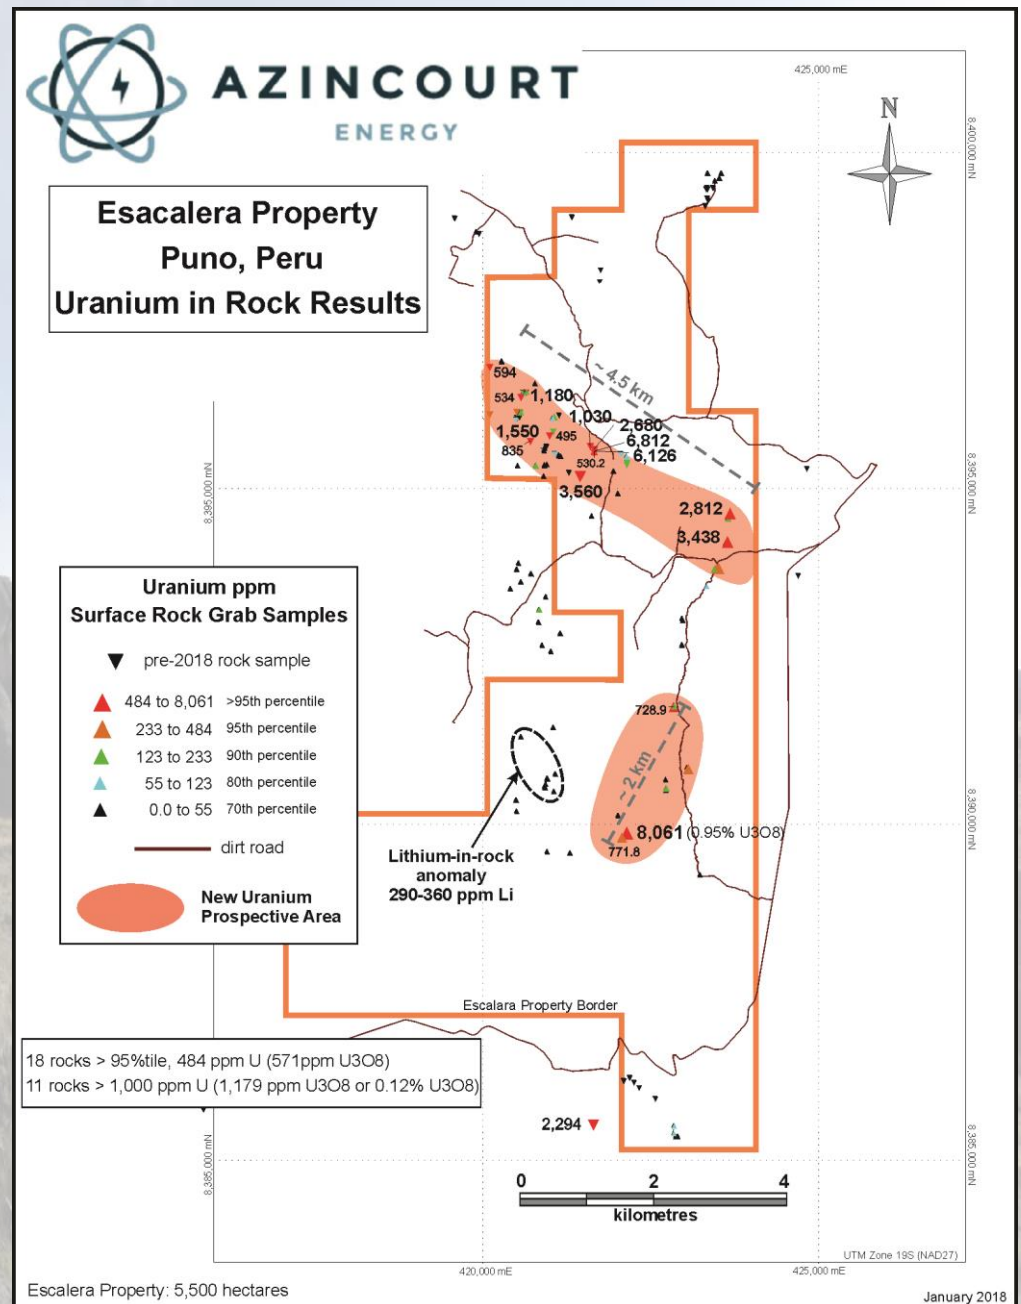 AZINCOURT
ENERGY
425,000 mE
N
8,400,000 mN
Esacalera Property
Puno, Peru
Uranium in Rock Results
~ 4.5 km
594
534
1,180
1,030
2,680
1,550
495
6,812
835
530.2
6,126
3,560
8,395,000 mN
8,395,000 mN
2,812
3,438
Uranium ppm
Surface Rock Grab Samples
pre-2018 rock sample
484 to 8,061 >95th percentile
233 to 484 95th percentile
123 to 233 90th percentile
55 to 123 80th percentile
0.0 to 55 70th percentile
dirt road
New Uranium
Prospective Area
728.9
~ 2 km
8,061 (0.95% U3O8)
771.8
8,390,000 mN
Lithium-in-rock
anomaly
290-360 ppm Li
Escalara Property Border
18 rocks > 95%tile, 484 ppm U (571ppm U3O8)
11 rocks > 1,000 ppm U (1,179 ppm U3O8 or 0.12% U3O8)
2,294
8,385,000 mN
8,385,000 mN
0 2 4
kilometres
UTM Zone 19S (NAD27)
420,000 mE
425,000 mE
Escalera Property: 5,500 hectares
January 2018